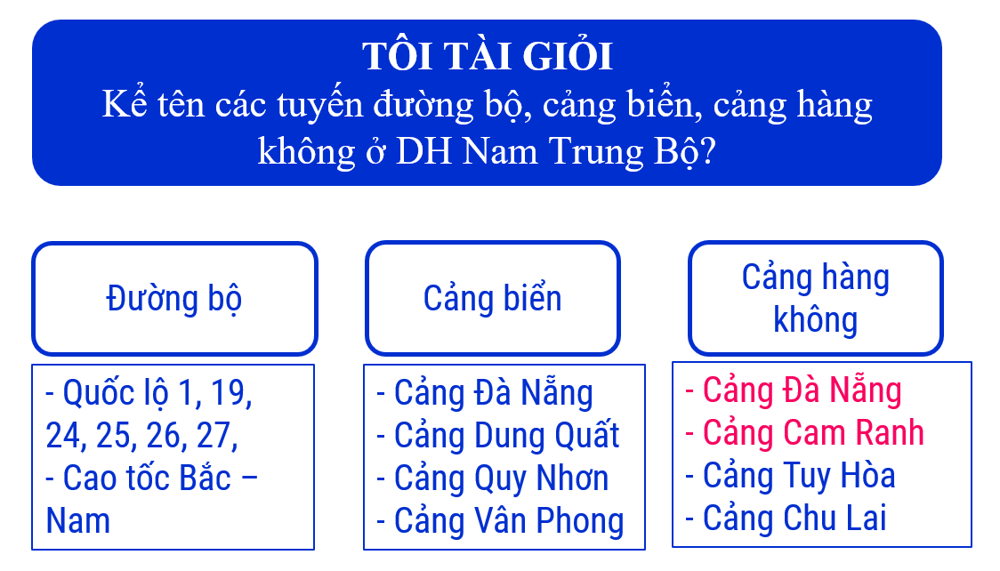 TÔI TÀI GIỎI
Kể tên các tuyến đường bộ, cảng biển, cảng hàng
không ở DH Nam Trung Bộ?
Đường bộ
- Quốc lộ 1, 19,
24, 25, 26, 27,
- Cao tốc Bắc –
Nam
Cảng biển
- Cảng Đà Nẵng
- Cảng Dung Quất
- Cảng Quy Nhơn
- Cảng Vân Phong
Cảng hàng
không
- Cảng Đà Nẵng
- Cảng Cam Ranh
- Cảng Tuy Hòa
- Cảng Chu Lai